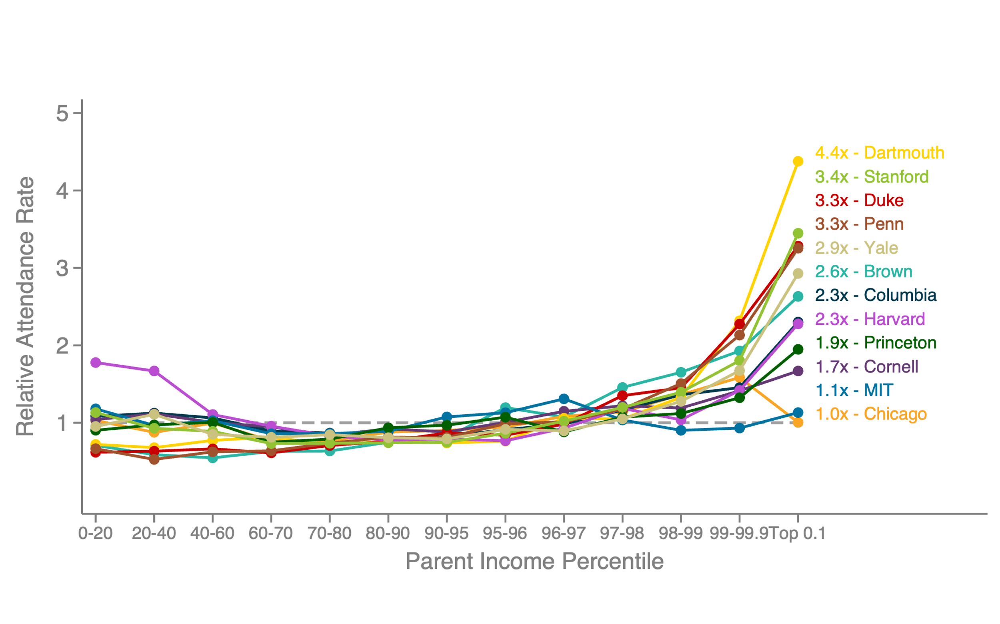 Relative Attendance Rate
5
4
3
2
1
4.4x - Dartmouth
3.4x - Stanford
3.3x - Duke
3.3x - Penn
2.9x - Yale
2.6x - Brown
2.3x - Columbia
2.3x - Harvard
1.9x - Princeton
1.7x - Cornell
1.1x - MIT
1.0x - Chicago
0-20 20-40 40-60 60-70 70-80 80-90 90-95 95-96 96-97 97-98 98-99 99-99.9 Top 0.1
Parent Income Percentile